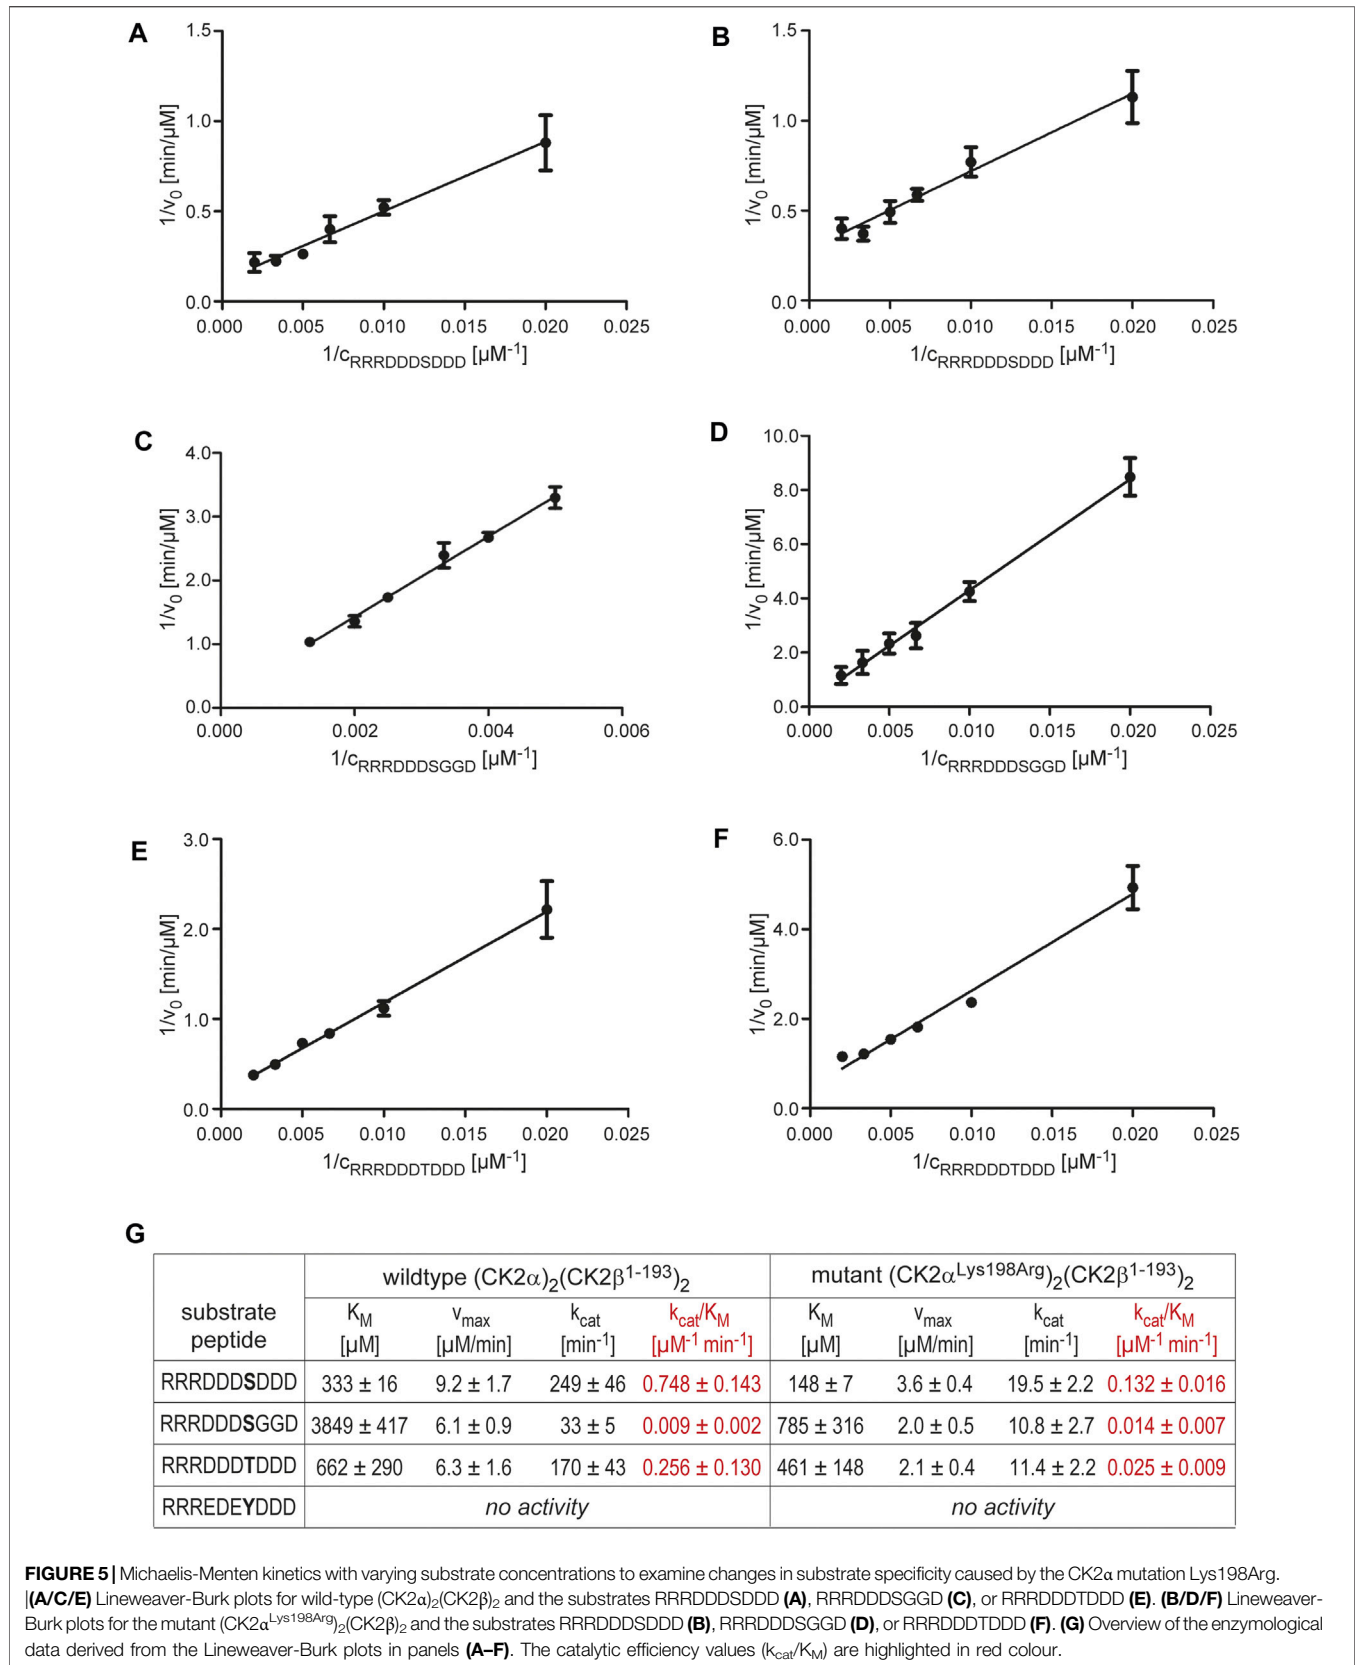 A
1.5
1.0
0.5
0.0
1/v0 [min/µM]
0.000 0.005 0.010 0.015 0.020 0.025
1/cRRRDDDSDDD [µM-1]
B
1.5
1.0
0.5
0.0
1/v0 [min/µM]
0.000 0.005 0.010 0.015 0.020 0.025
1/cRRRDDDSDDD [µM-1]
C
4.0
3.0
2.0
1.0
0.0
1/v0 [min/µM]
0.000 0.002 0.004 0.006
1/cRRRDDDSGGD [µM-1]
D
10.0
8.0
6.0
4.0
2.0
0.0
1/v0 [min/µM]
0.000 0.005 0.010 0.015 0.020 0.025
1/cRRRDDDSGGD [µM-1]
E
3.0
2.0
1.0
0.0
1/v0 [min/µM]
0.000 0.005 0.010 0.015 0.020 0.025
1/cRRRDDDTDDD [µM-1]
F
6.0
4.0
2.0
0.0
1/v0 [min/µM]
0.000 0.005 0.010 0.015 0.020 0.025
1/cRRRDDDTDDD [µM-1]
G
substrate peptide wildtype (CK2α)2(CK2β1-193)2 mutant (CK2αLys198Arg)2(CK2β1-193)2
KM vmax kcat kcat/KM KM vmax kcat kcat/KM
[µM] [µM/min] [min-1] [µM-1 min-1] [µM] [µM/min] [min-1] [µM-1 min-1]
RRRDDDSDDD 333 ± 16 9.2 ± 1.7 249 ± 46 0.748 ± 0.143 148 ± 7 3.6 ± 0.4 19.5 ± 2.2 0.132 ± 0.016
RRRDDDSGGD 3849 ± 417 6.1 ± 0.9 33 ± 5 0.009 ± 0.002 785 ± 316 2.0 ± 0.5 10.8 ± 2.7 0.014 ± 0.007
RRRDDDTDDD 662 ± 290 6.3 ± 1.6 170 ± 43 0.256 ± 0.130 461 ± 148 2.1 ± 0.4 11.4 ± 2.2 0.025 ± 0.009
RRREDEYDDD no activity no activity
FIGURE 5 | Michaelis-Menten kinetics with varying substrate concentrations to examine changes in substrate specificity caused by the CK2α mutation Lys198Arg.
|(A/C/E) Lineweaver-Burk plots for wild-type (CK2α)2(CK2β)2 and the substrates RRRDDDSDDD (A), RRRDDDSGGD (C), or RRRDDDTDDD (E). (B/D/F) Lineweaver-
Burk plots for the mutant (CK2αLys198Arg)2(CK2β)2 and the substrates RRRDDDSDDD (B), RRRDDDSGGD (D), or RRRDDDTDDD (F). (G) Overview of the enzymological
data derived from the Lineweaver-Burk plots in panels (A–F). The catalytic efficiency values (kcat/KM) are highlighted in red colour.